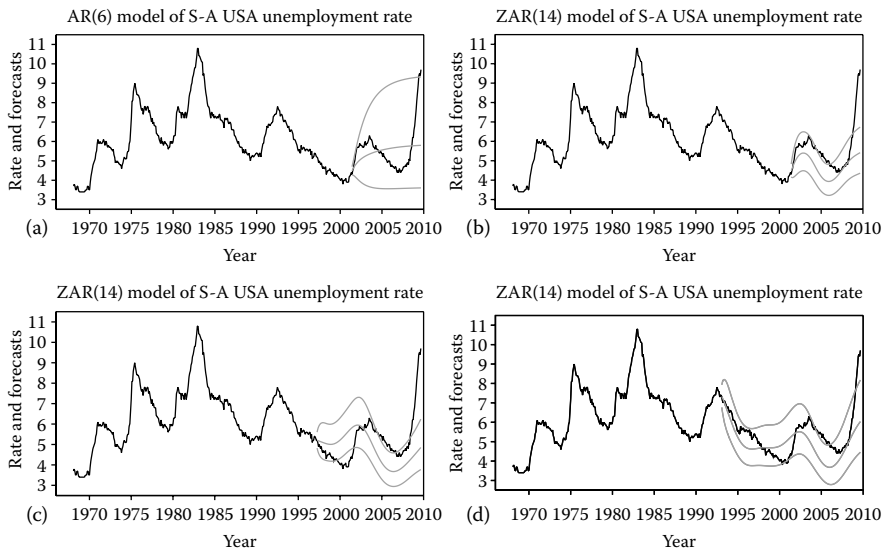 AR(6) model of S-A USA unemployment rate
Rate and forecasts
11
10
9
8
7
6
5
4
3
1970 1975 1980 1985 1990 1995 2000 2005 2010
(a)
Year
ZAR(14) model of S-A USA unemployment rate
Rate and forecasts
11
10
9
8
7
6
5
4
3
1970 1975 1980 1985 1990 1995 2000 2005 2010
(b)
Year
ZAR(14) model of S-A USA unemployment rate
Rate and forecasts
11
10
9
8
7
6
5
4
3
1970 1975 1980 1985 1990 1995 2000 2005 2010
(c)
Year
ZAR(14) model of S-A USA unemployment rate
Rate and forecasts
11
10
9
8
7
6
5
4
3
1970 1975 1980 1985 1990 1995 2000 2005 2010
(d)
Year